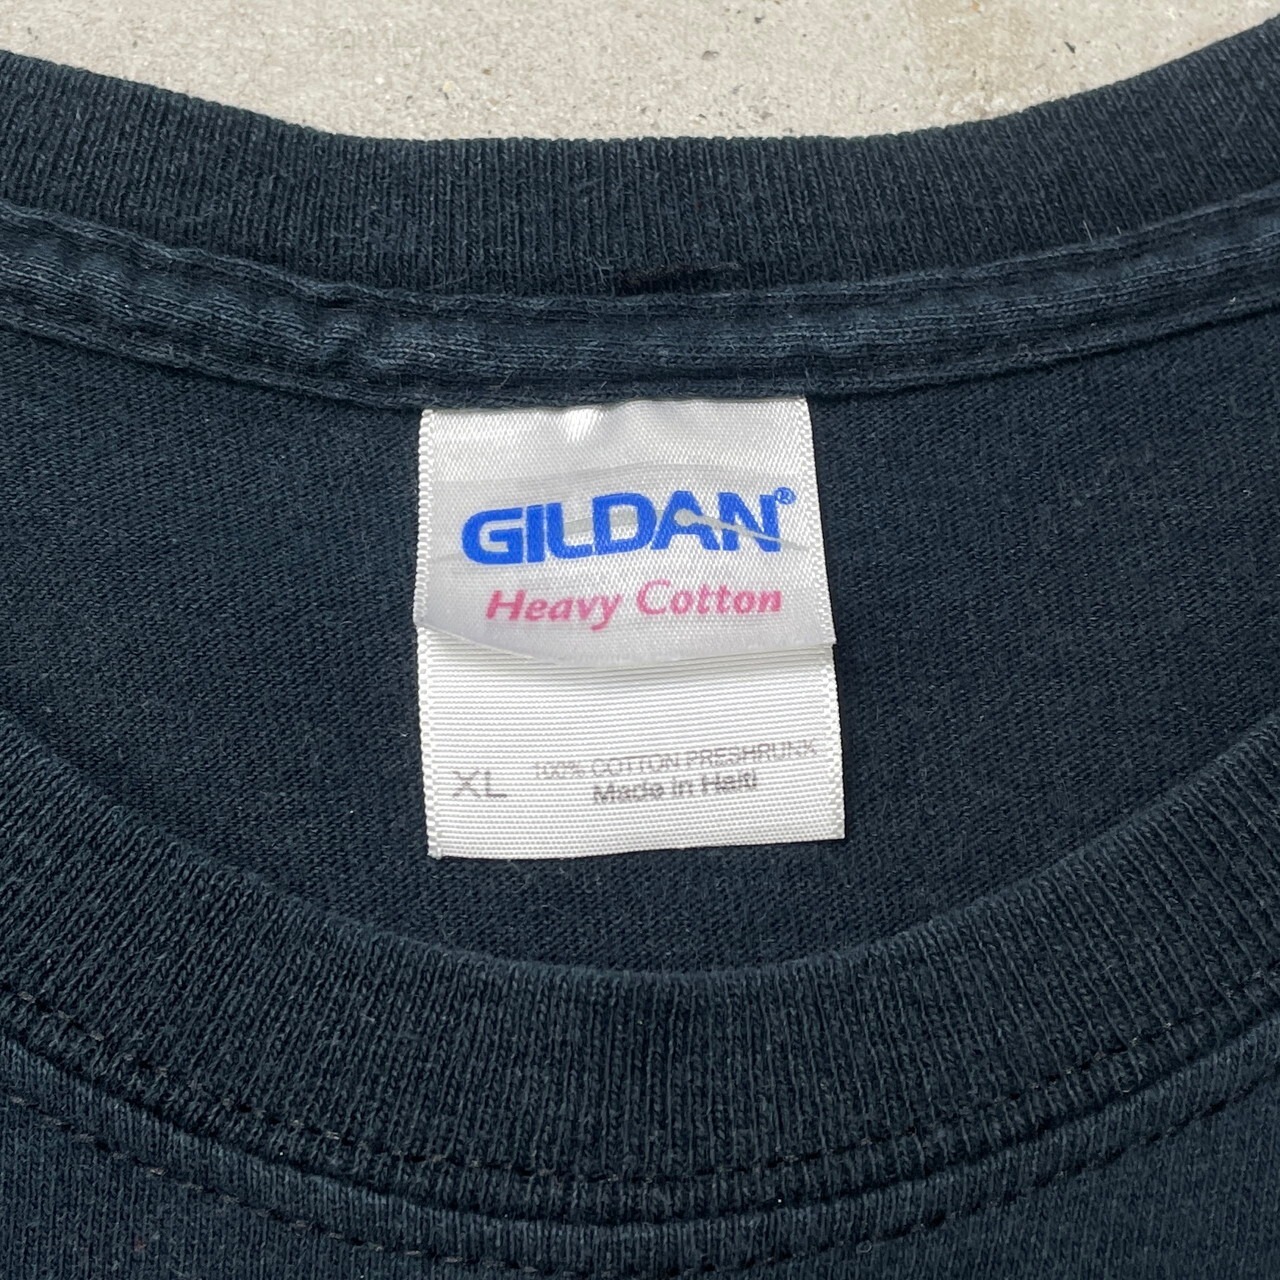 GILDAN®
Heavy Cotton
XL
100% COTTON PRESHRUNK
Made in Haiti